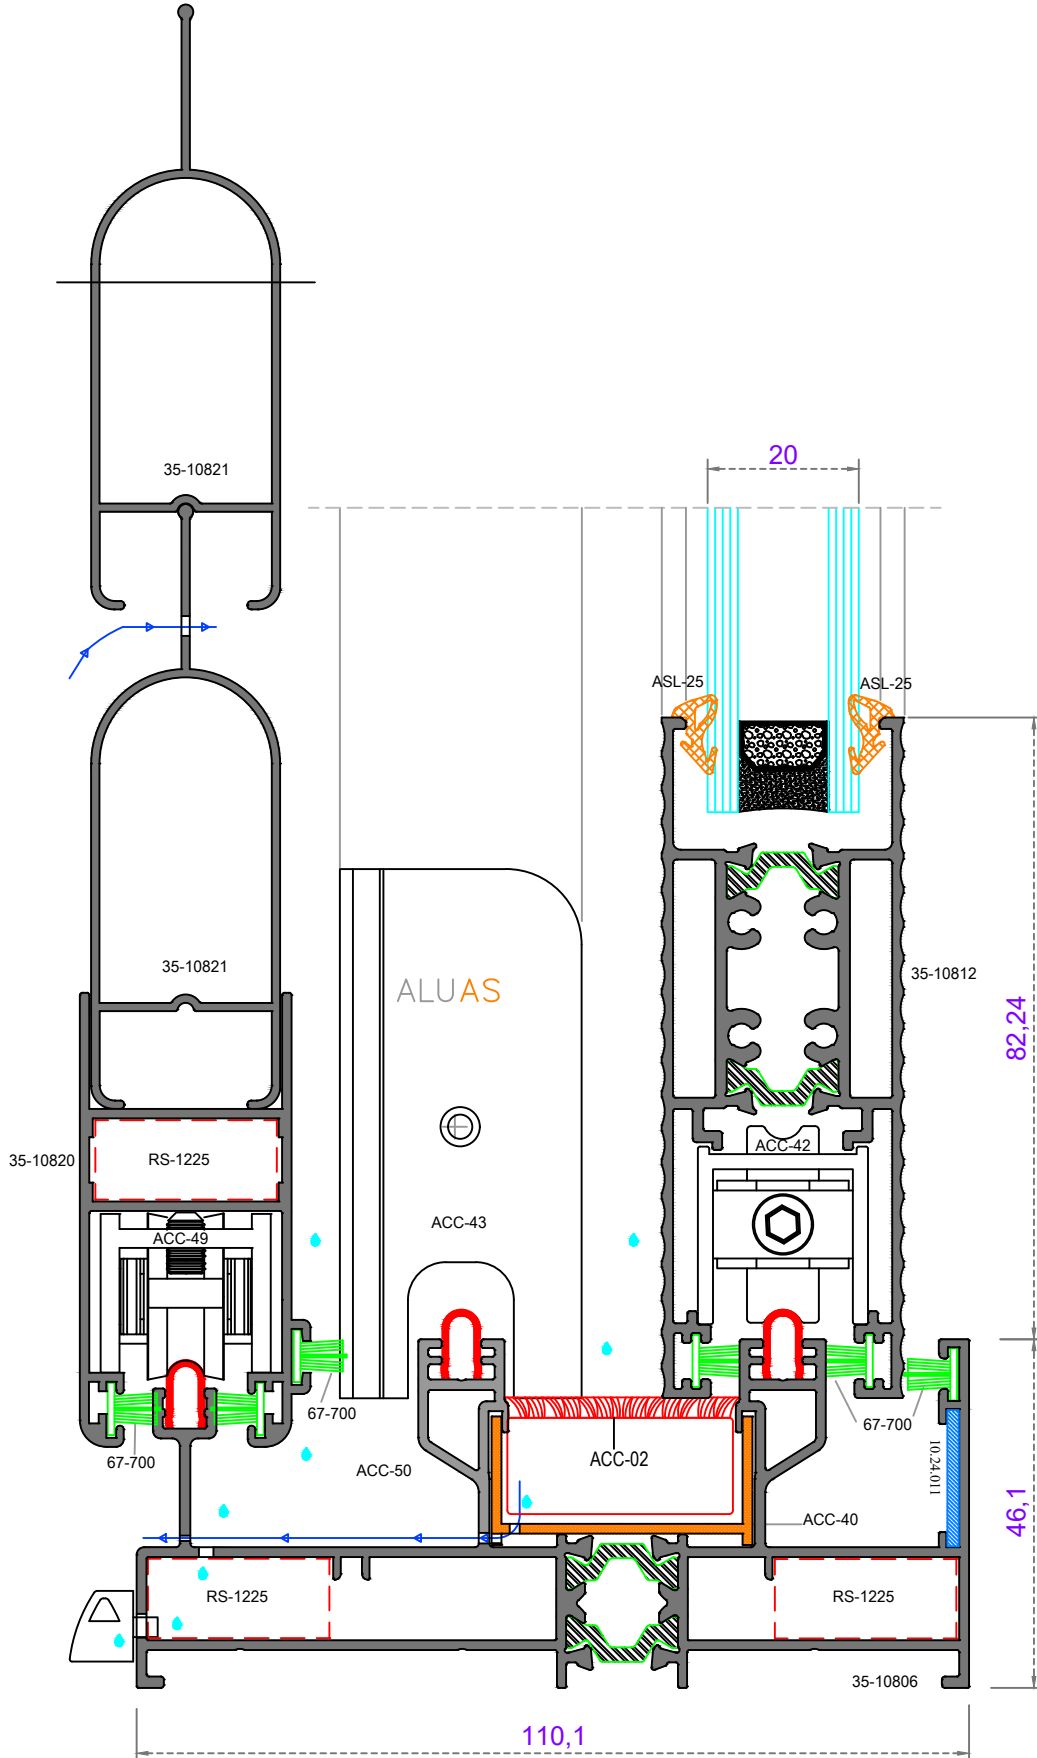 35-10821
20
ASL-25
ASL-25
35-10821
35-10812
ALUAS
82,24
ACC-42
35-10820
RS-1225
ACC-43
ACC-49
67-700
67-700
67-700
ACC-50
ACC-02
10.24.011
46,1
ACC-40
RS-1225
RS-1225
35-10806
110,1